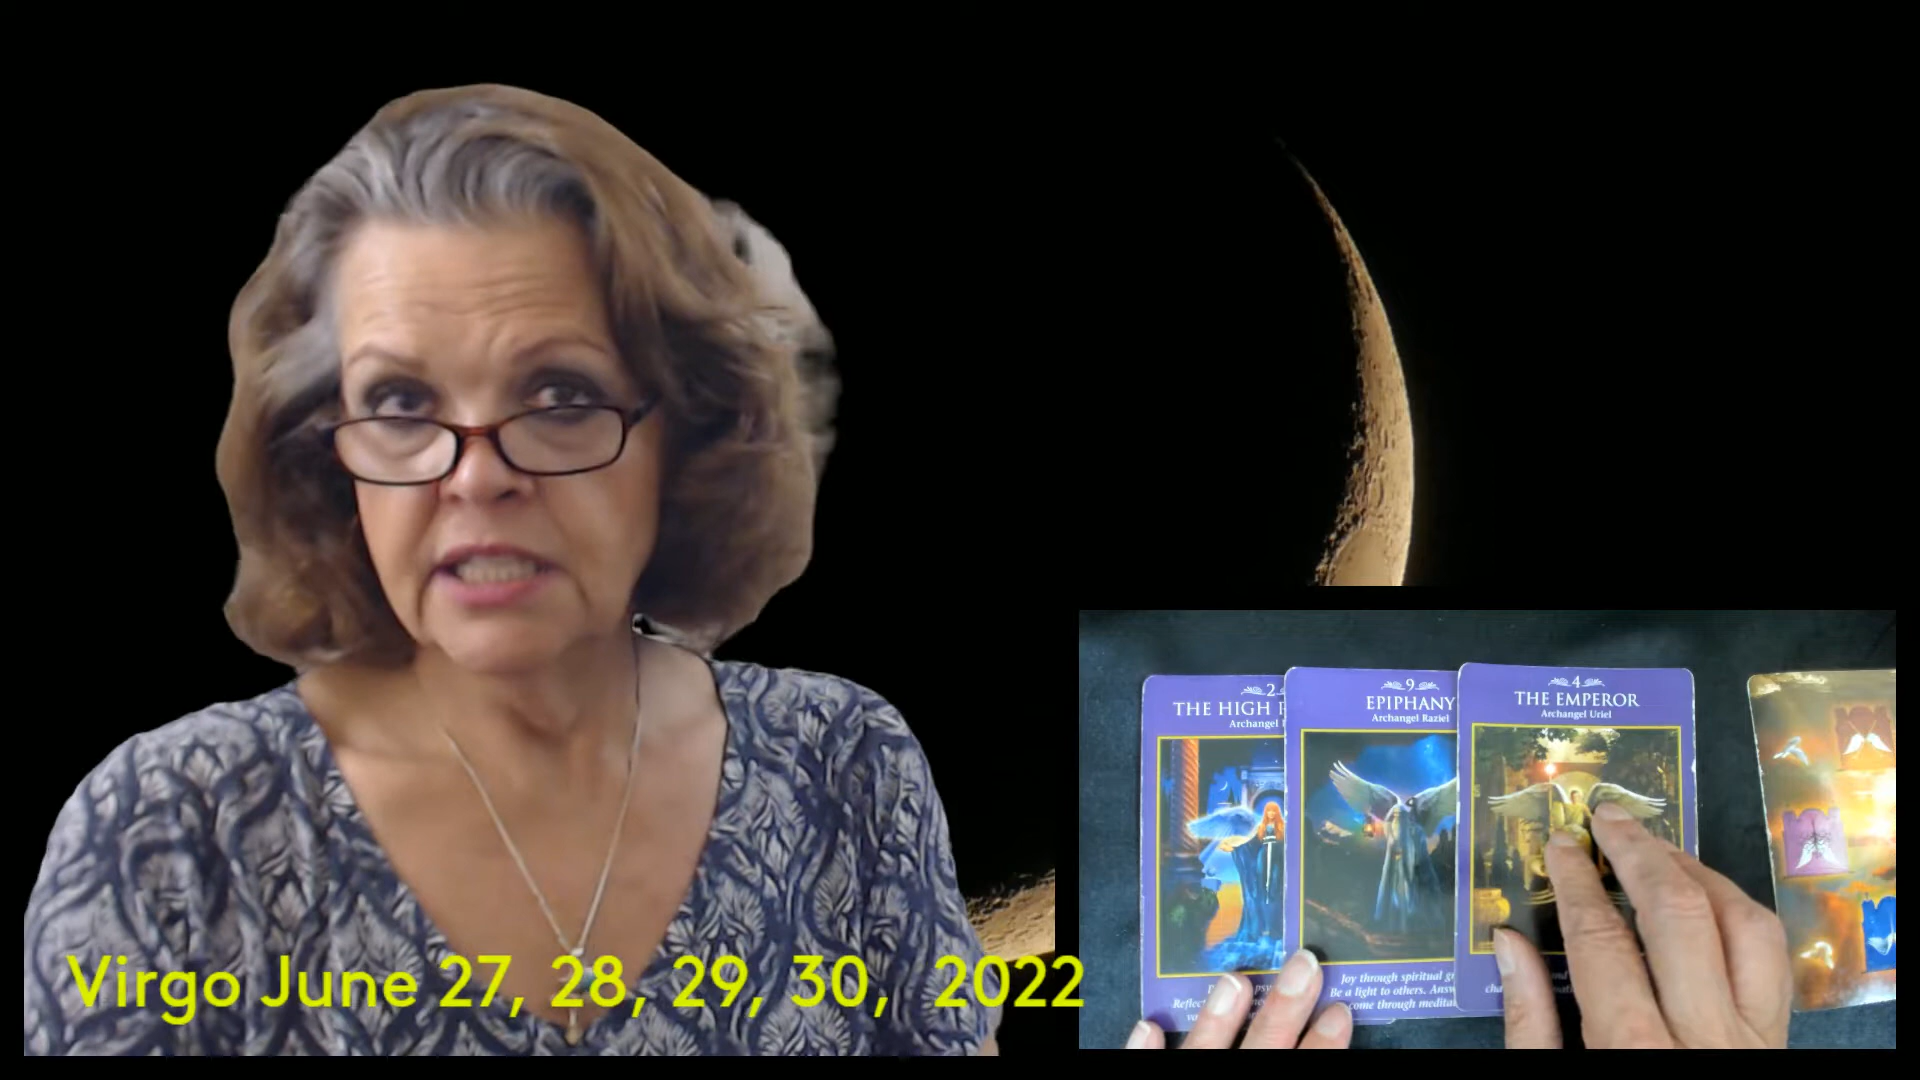 Virgo June 27, 28, 29, 30, 2022
2
THE HIGH
Archangel
9
EPIPHANY
Archangel Raziel
Joy through spiritual
Be a light to others.
come through
4
THE EMPEROR
Archangel Uriel